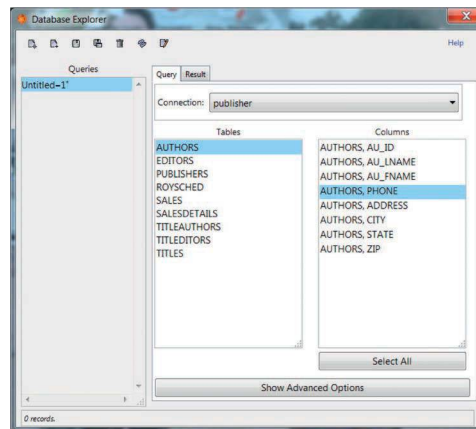 Database Explorer
Help
Queries
Untitled-1*
Query Result
Connection: publisher
Tables
AUTHORS
EDITORS
PUBLISHERS
ROYSCHED
SALES
SALESDETAILS
TITLEAUTHORS
TITLEDITORS
TITLES
Columns
AUTHORS, AU_ID
AUTHORS, AU_LNAME
AUTHORS, AU_FNAME
AUTHORS, PHONE
AUTHORS, ADDRESS
AUTHORS, CITY
AUTHORS, STATE
AUTHORS, ZIP
Select All
Show Advanced Options
0 records.